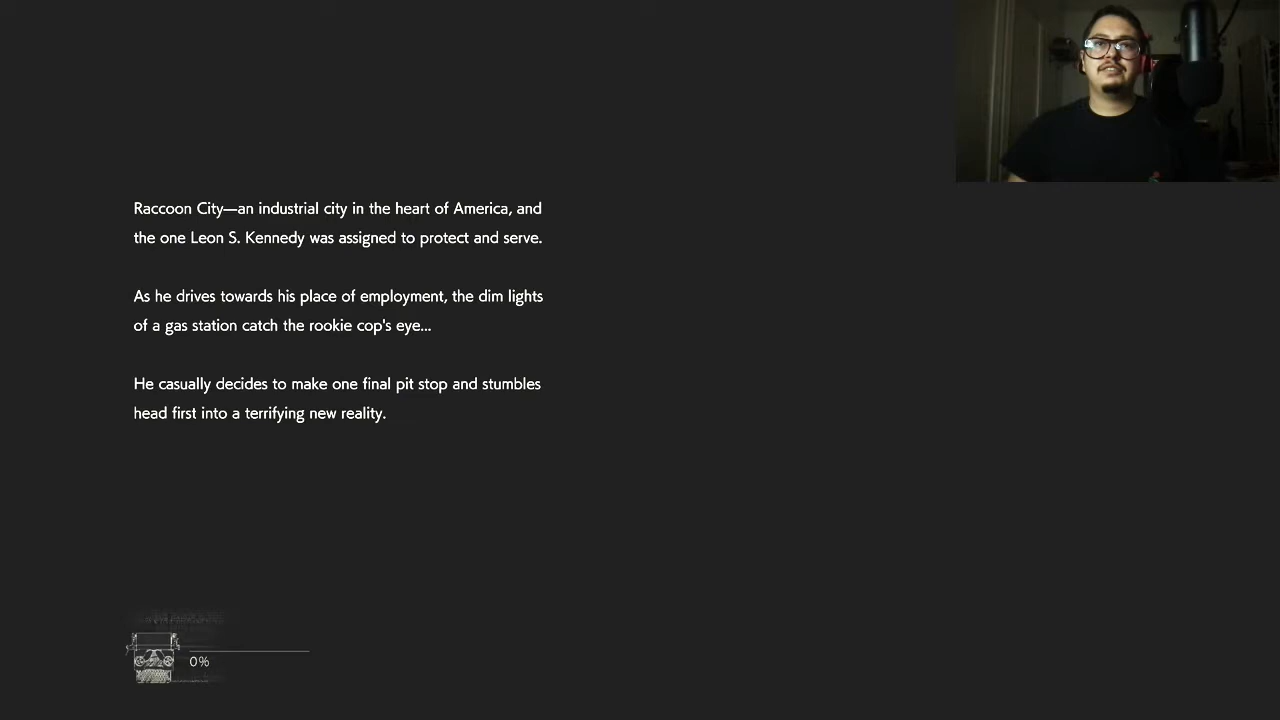 Raccoon City—an industrial city in the heart of America, and
the one Leon S. Kennedy was assigned to protect and serve.
As he drives towards his place of employment, the dim lights
of a gas station catch the rookie cop's eye...
He casually decides to make one final pit stop and stumbles
head first into a terrifying new reality.
0%